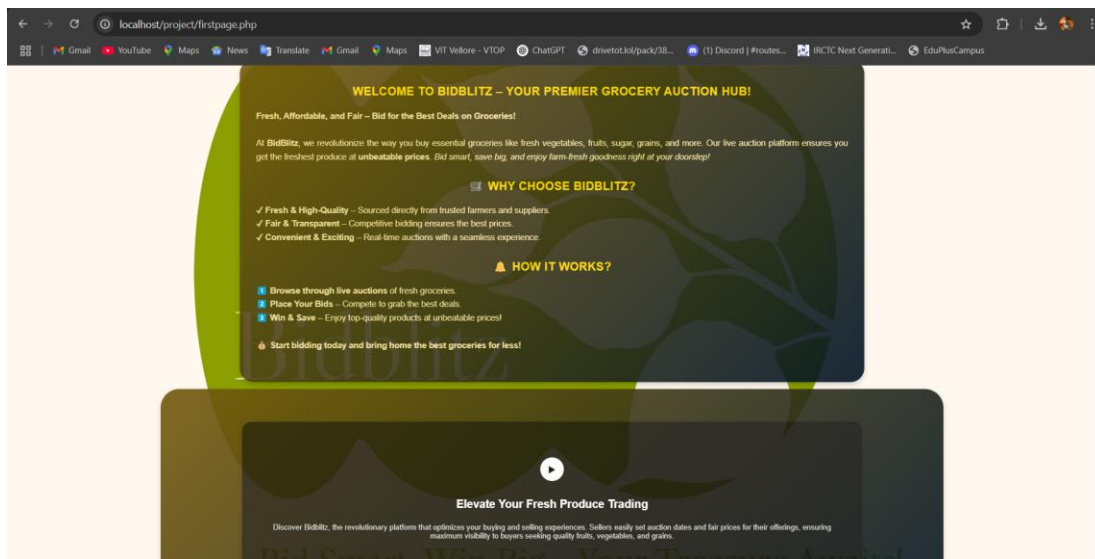 localhost/project/firstpage.php
Gmail YouTube Maps News Translate Gmail Maps VIT Vellore - VTOP ChatGPT drivetot.lol/pack/38... (1) Discord | #routes... IRCTC Next Generati... EduPlusCampus
WELCOME TO BIDBLITZ – YOUR PREMIER GROCERY AUCTION HUB!
Fresh, Affordable, and Fair – Bid for the Best Deals on Groceries!
At BidBlitz, we revolutionize the way you buy essential groceries like fresh vegetables, fruits, sugar, grains, and more. Our live auction platform ensures you
get the freshest produce at unbeatable prices. Bid smart, save big, and enjoy farm-fresh goodness right at your doorstep!
🛒 WHY CHOOSE BIDBLITZ?
✓ Fresh & High-Quality – Sourced directly from trusted farmers and suppliers.
✓ Fair & Transparent – Competitive bidding ensures the best prices.
✓ Convenient & Exciting – Real-time auctions with a seamless experience.
🔔 HOW IT WORKS?
1️⃣ Browse through live auctions of fresh groceries.
2️⃣ Place Your Bids – Compete to grab the best deals.
3️⃣ Win & Save – Enjoy top-quality products at unbeatable prices!
💰 Start bidding today and bring home the best groceries for less!
Bidblitz
Elevate Your Fresh Produce Trading
Discover Bidblitz, the revolutionary platform that optimizes your buying and selling experiences. Sellers easily set auction dates and fair prices for their offerings, ensuring
maximum visibility to buyers seeking quality fruits, vegetables, and grains.
Bid Smart, Win Big – Your Treasure Awaits!